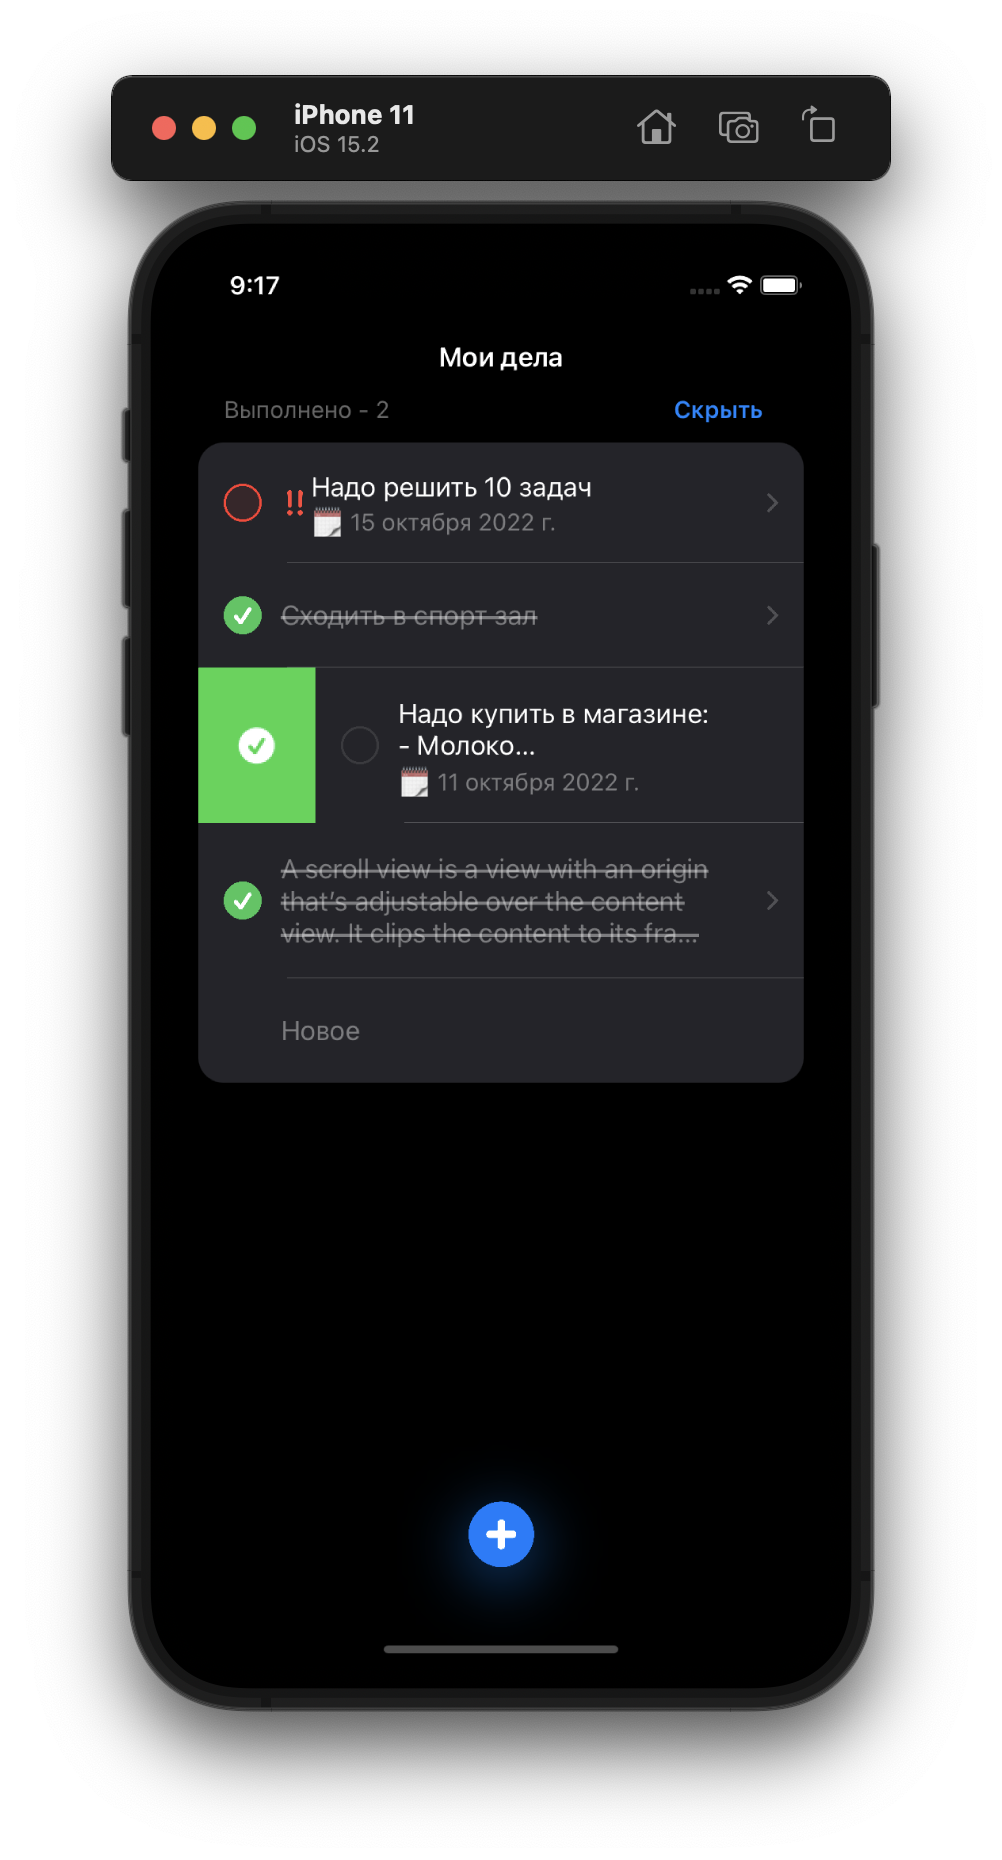 iPhone 11
iOS 15.2
9:17
Мои дела
Выполнено - 2
Скрыть
!! Надо решить 10 задач
15 октября 2022 г.
Сходить в спорт зал
Надо купить в магазине:
- Молоко...
11 октября 2022 г.
A scroll view is a view with an origin
that’s adjustable over the content
view. It clips the content to its fra...
Новое